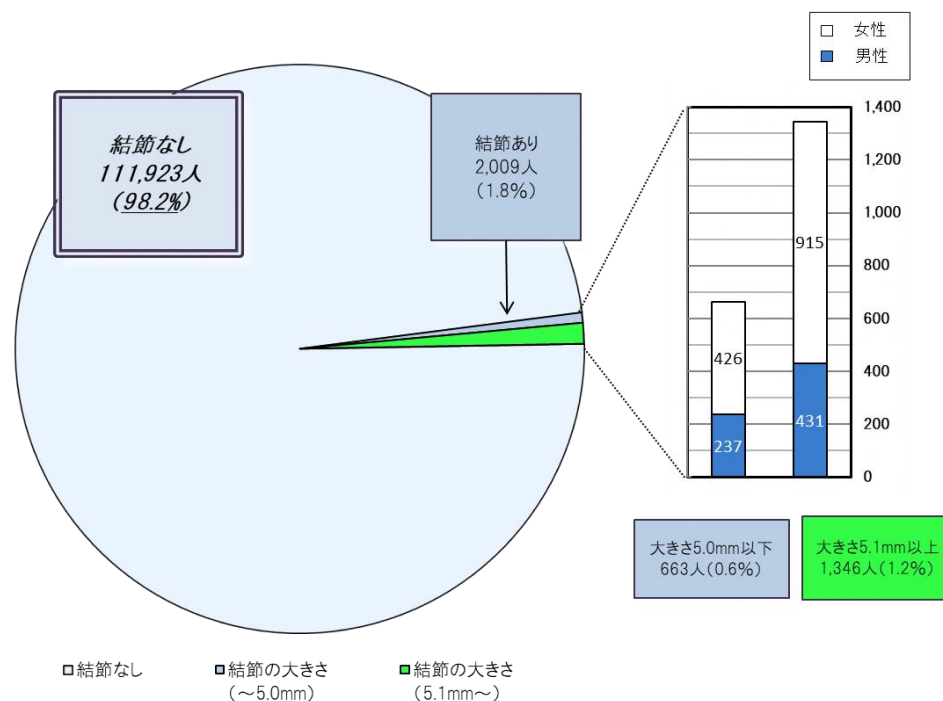 女性
男性
結節なし
111,923人
(98.2%)
結節あり
2,009人
(1.8%)
1,400
1,200
1,000
800
600
400
200
0
915
426
431
237
大きさ5.0mm以下
663人(0.6%)
大きさ5.1mm以上
1,346人(1.2%)
結節なし
結節の大きさ
(～5.0mm)
結節の大きさ
(5.1mm～)